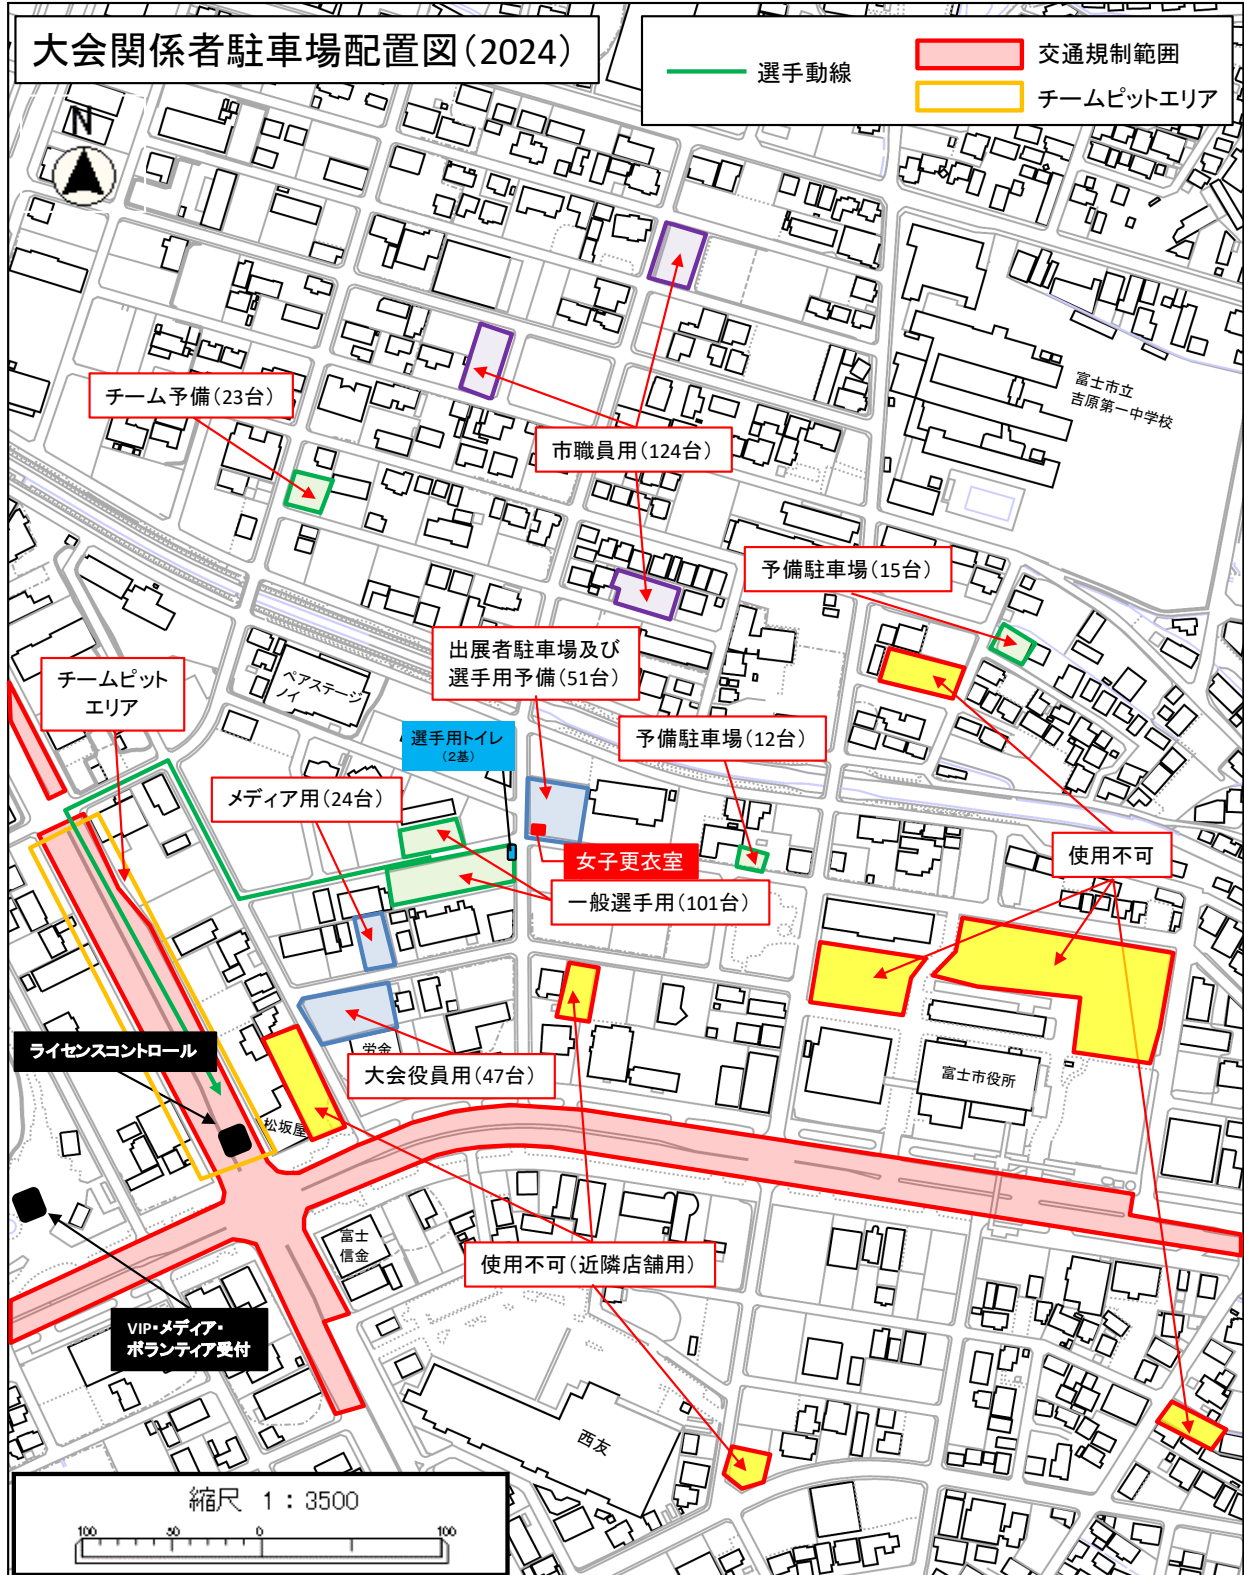 大会関係者駐車場配置図(2024)
選手動線
交通規制範囲
チームピットエリア
N
富士市立
吉原第一中学校
チーム予備(23台)
市職員用(124台)
予備駐車場(15台)
出展者駐車場及び
選手用予備(51台)
チームピット
エリア
ペアステージ
ノイ
選手用トイレ
(2基)
予備駐車場(12台)
メディア用(24台)
使用不可
女子更衣室
一般選手用(101台)
ライセンスコントロール
労金
大会役員用(47台)
富士市役所
松坂屋
富士
信金
使用不可(近隣店舗用)
VIP・メディア・
ボランティア受付
西友
縮尺 1:3500
100 50 0 100